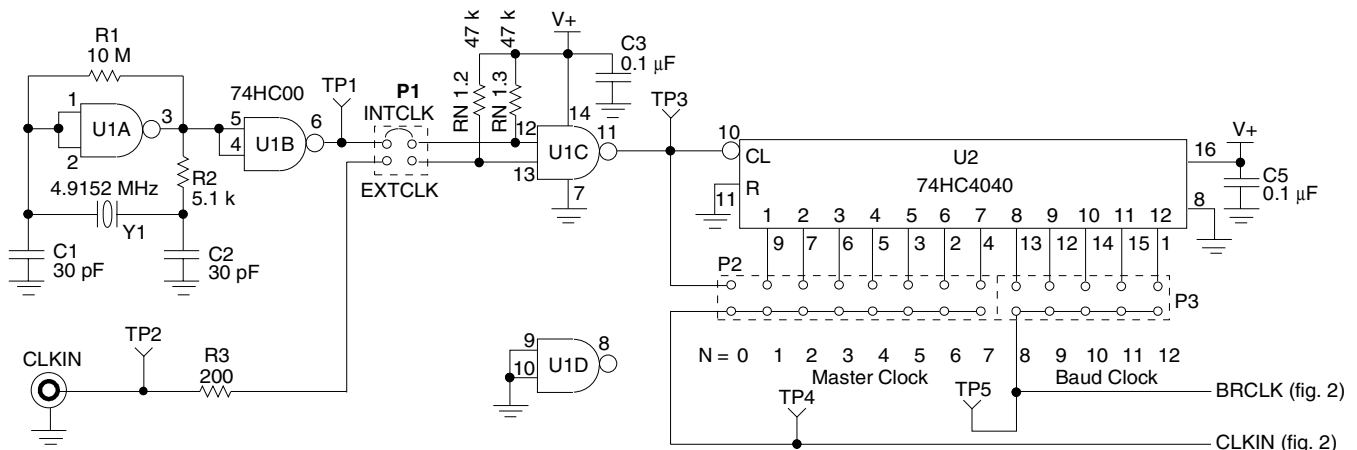 R1
10 M
1
2
3
U1A
R2
5.1 k
4.9152 MHz
Y1
C1
30 pF
C2
30 pF
74HC00
5
4
6
U1B
TP1
P1
INTCLK
EXTCLK
47 k
47 k
RN 1.2
RN 1.3
V+
C3
0.1 μF
14
12
13
11
U1C
7
TP3
10
CL
R
11
U2
74HC4040
16
V+
C5
0.1 μF
8
1 2 3 4 5 6 7 8 9 10 11 12
9 7 6 5 3 2 4 13 12 14 15 1
P2
P3
CLKIN
TP2
R3
200
9
10
8
U1D
N = 0 1 2 3 4 5 6 7 8 9 10 11 12
Master Clock
Baud Clock
TP4
TP5
BRCLK (fig. 2)
CLKIN (fig. 2)